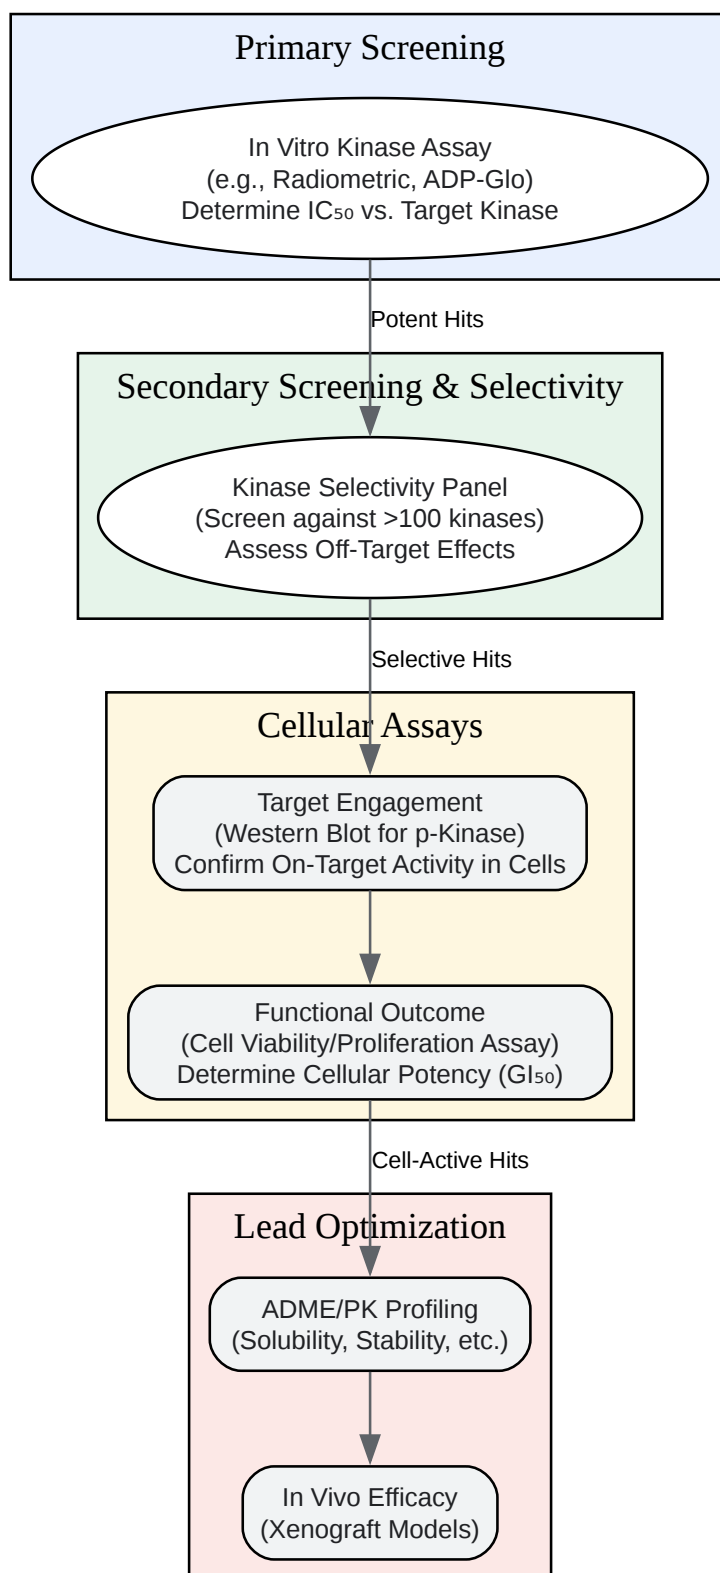 Primary Screening
In Vitro Kinase Assay
(e.g., Radiometric, ADP-Glo)
Determine IC₅₀ vs. Target Kinase
Potent Hits
Secondary Screening & Selectivity
Kinase Selectivity Panel
(Screen against >100 kinases)
Assess Off-Target Effects
Selective Hits
Cellular Assays
Target Engagement
(Western Blot for p-Kinase)
Confirm On-Target Activity in Cells
Functional Outcome
(Cell Viability/Proliferation Assay)
Determine Cellular Potency (GI₅₀)
Cell-Active Hits
Lead Optimization
ADME/PK Profiling
(Solubility, Stability, etc.)
In Vivo Efficacy
(Xenograft Models)